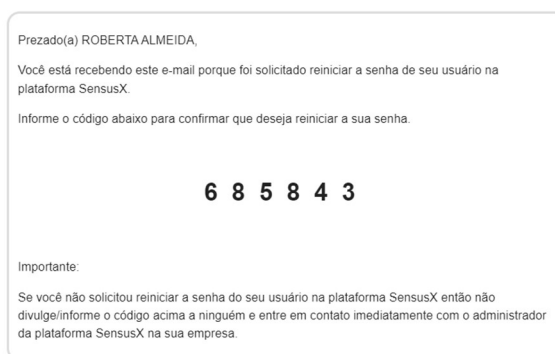 Prezado(a) ROBERTA ALMEIDA,
Você está recebendo este e-mail porque foi solicitado reiniciar a senha de seu usuário na
plataforma SensusX.
Informe o código abaixo para confirmar que deseja reiniciar a sua senha.
6 8 5 8 4 3
Importante:
Se você não solicitou reiniciar a senha do seu usuário na plataforma SensusX então não
divulge/informe o código acima a ninguém e entre em contato imediatamente com o administrador
da plataforma SensusX na sua empresa.